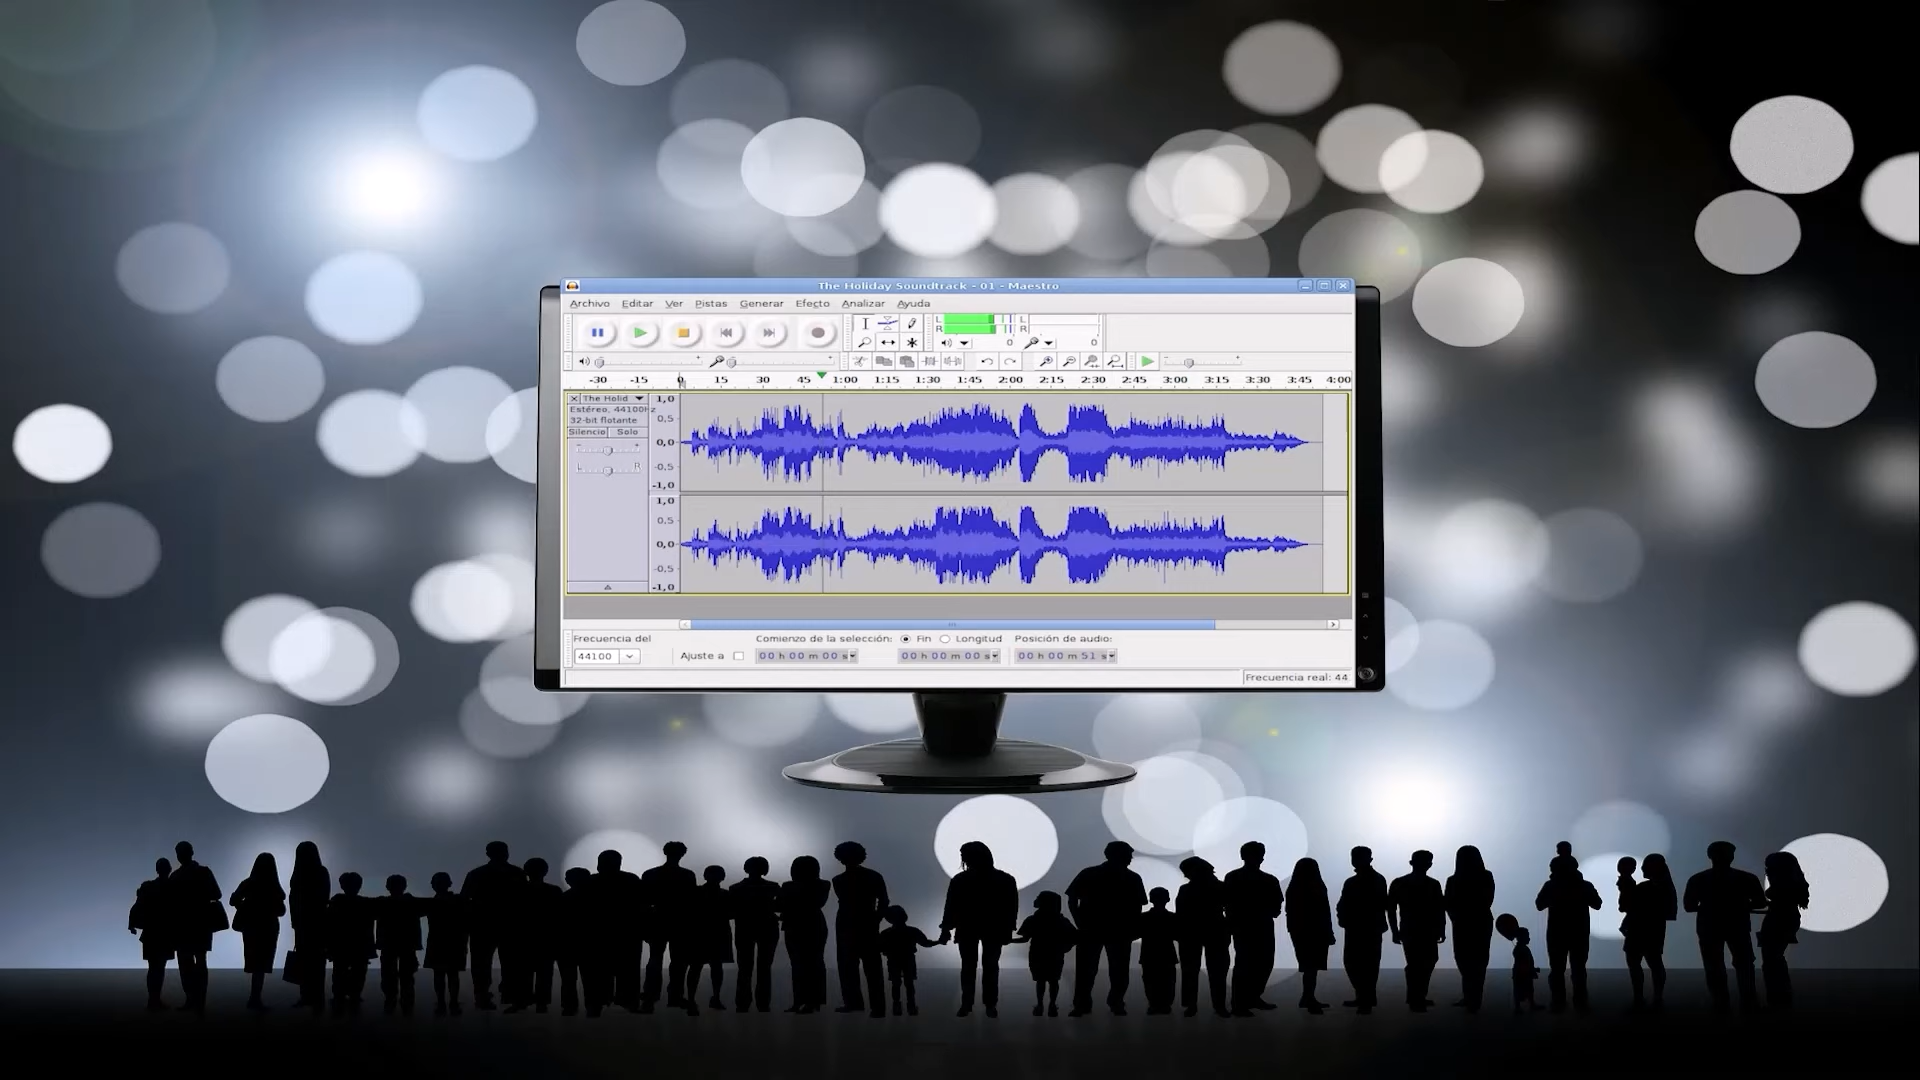 The Holiday Soundtrack - 01 - Maestro
Archivo Editar Ver Pistas Generar Efecto Analizar Ayuda
L L
R R
0 0
-30 -15 0 15 30 45 1:00 1:15 1:30 1:45 2:00 2:15 2:30 2:45 3:00 3:15 3:30 3:45 4:00
The Holid
Estéreo, 44100H
32-bit flotante
Silencio Solo
L R
1,0
0,5
0,0
-0,5
-1,0
1,0
0,5
0,0
-0,5
-1,0
Frecuencia del Comienzo de la selección: Fin Longitud Posición de audio:
44100 Ajuste a 00 h 00 m 00 s 00 h 00 m 00 s 00 h 00 m 51 s
Frecuencia real: 44